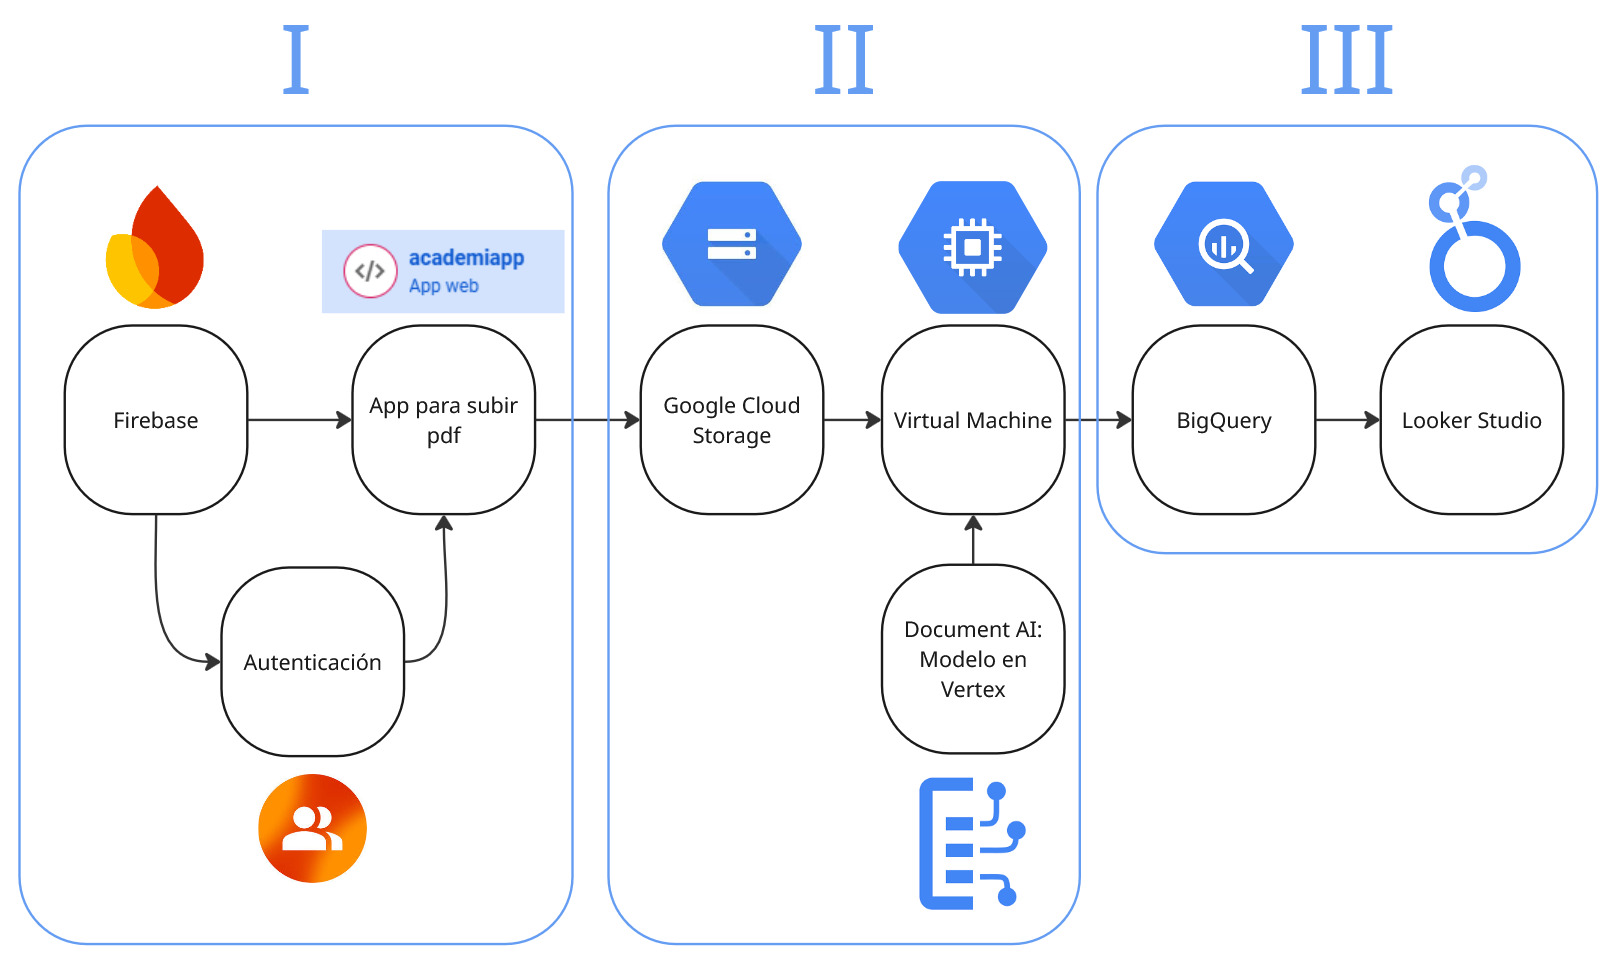 I
II
III
academiapp
App web
Firebase
App para subir
pdf
Autenticación
Google Cloud
Storage
Virtual Machine
Document AI:
Modelo en
Vertex
BigQuery
Looker Studio